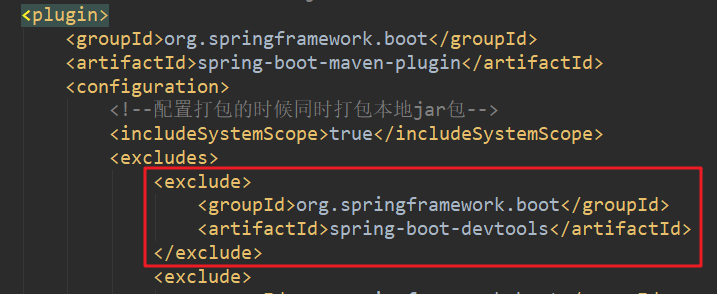 <plugin>
<groupId>org.springframework.boot</groupId>
<artifactId>spring-boot-maven-plugin</artifactId>
<configuration>
<!--配置打包的时候同时打包本地jar包-->
<includeSystemScope>true</includeSystemScope>
<excludes>
<exclude>
<groupId>org.springframework.boot</groupId>
<artifactId>spring-boot-devtools</artifactId>
</exclude>
<exclude>